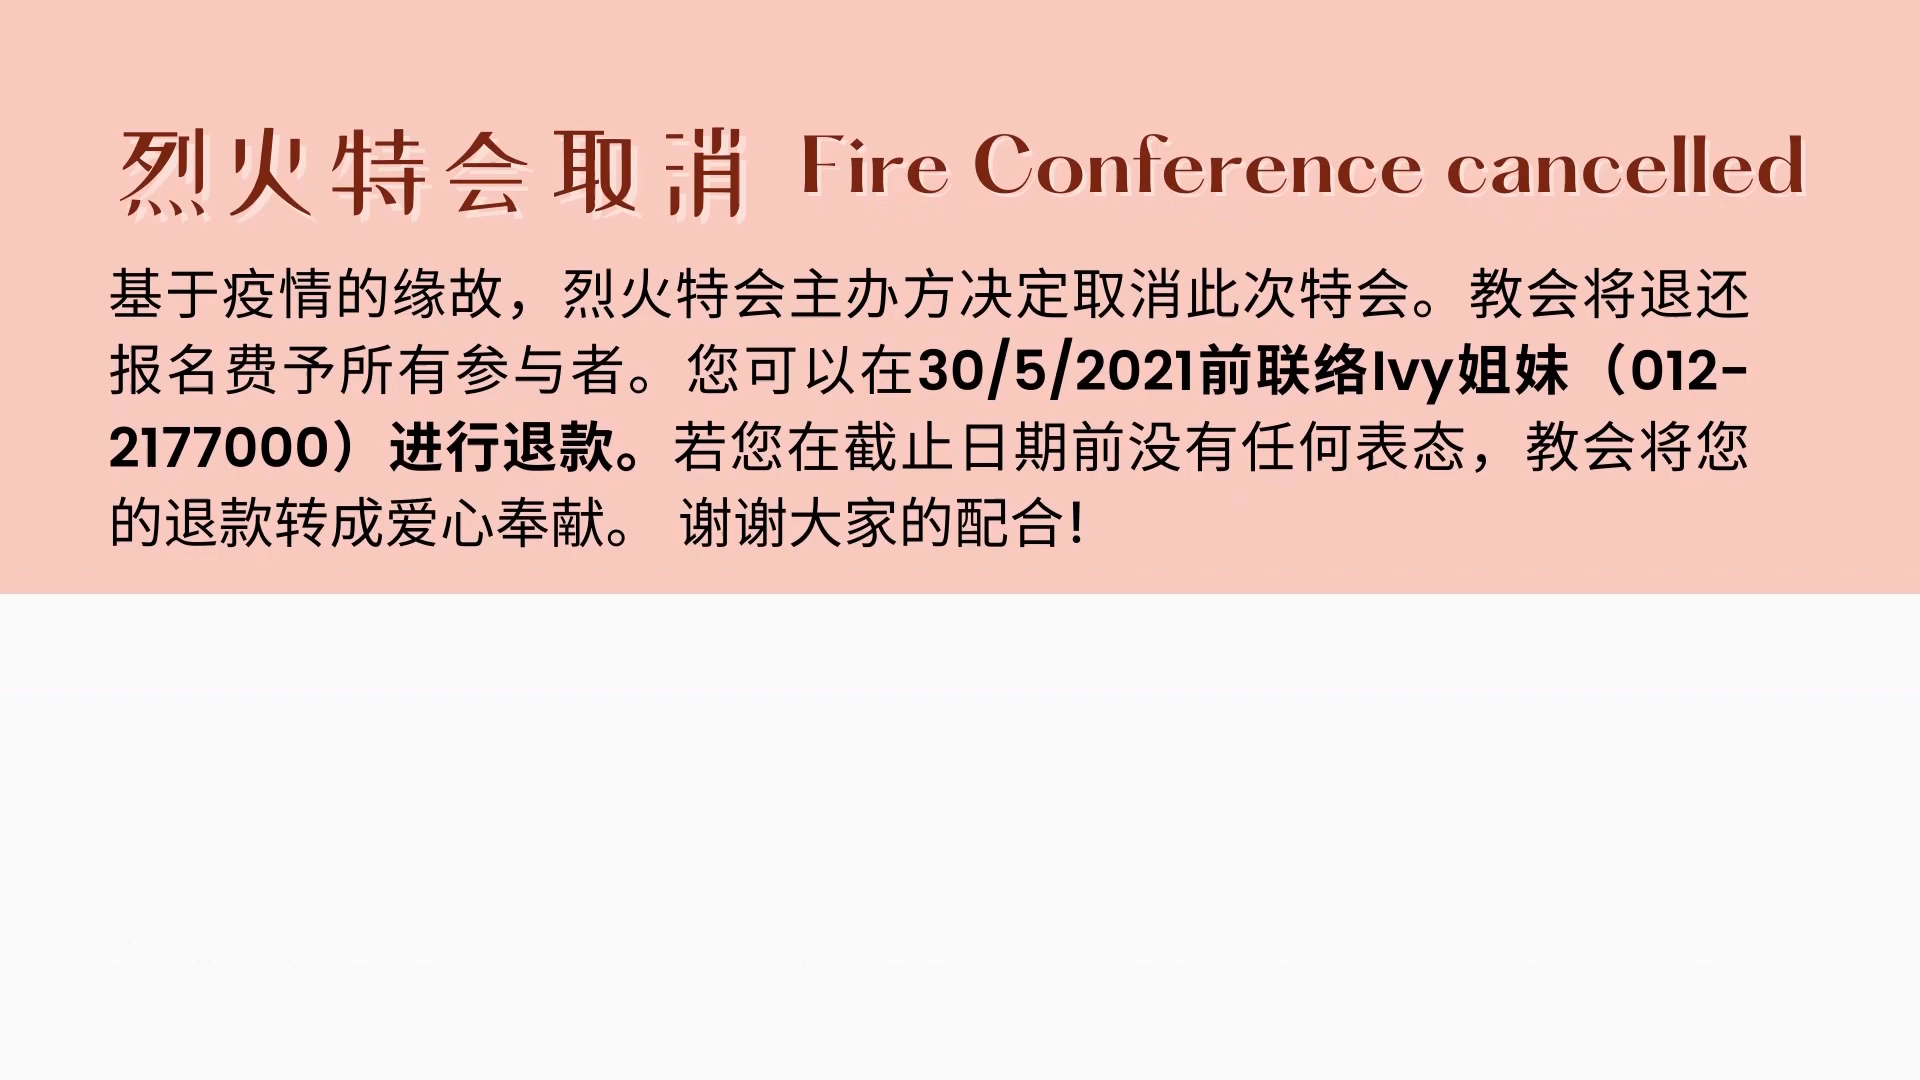 烈火特会取消 Fire Conference cancelled
基于疫情的缘故，烈火特会主办方决定取消此次特会。教会将退还
报名费予所有参与者。您可以在30/5/2021前联络Ivy姐妹（012-
2177000）进行退款。若您在截止日期前没有任何表态，教会将您
的退款转成爱心奉献。 谢谢大家的配合!